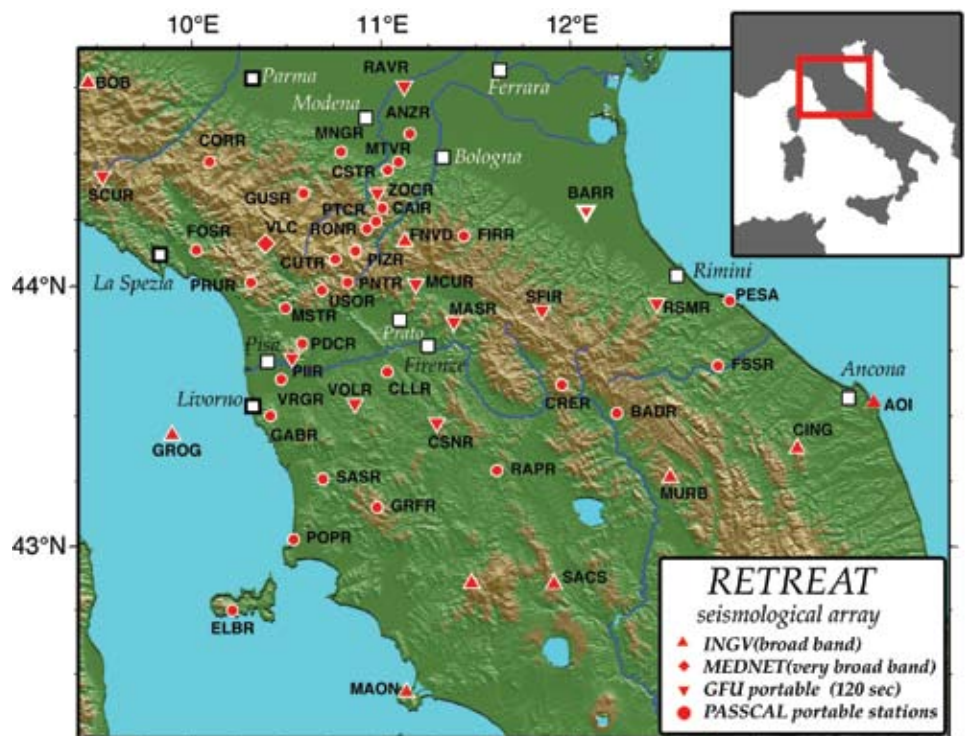 10°E 11°E 12°E
44°N
43°N
BOB
Parma
RAVR
Ferrara
Modena
ANZR
MNGR
MTVR
CORR
CSTR
Bologna
SCUR
GUSR
ZOCR
BARR
PTCR
CAIR
FOSR
VLC
RONR
FNVD
FIRR
CUTR
PIZR
La Spezia
PRUR
USOR
PNTR
MCUR
Rimini
MSTR
MASR
SFIR
RSMR
PESA
Prato
Pisa
PDCR
Firenze
PIIR
FSSR
Ancona
VRGR
VOLR
CLLR
CRER
Livorno
BADR
AOI
GABR
CSNR
CING
GROG
SASR
RAPR
MURB
GRFR
POPR
SACS
ELBR
MAON
RETREAT
seismological array
INGV(broad band)
MEDNET(very broad band)
GFU portable (120 sec)
PASSCAL portable stations